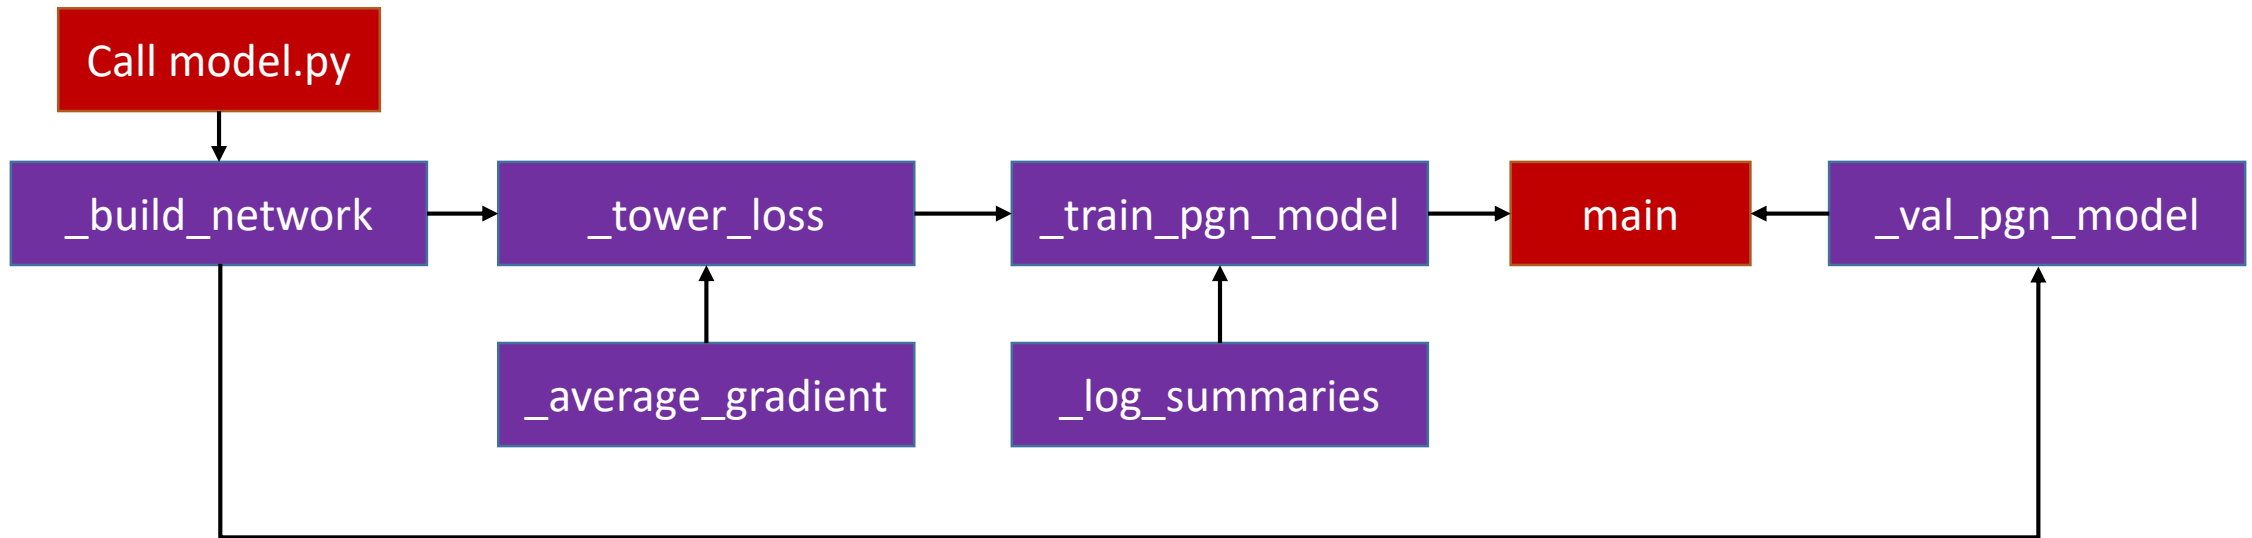 Call model.py
_build_network
_tower_loss
_train_pgn_model
main
_val_pgn_model
_average_gradient
_log_summaries